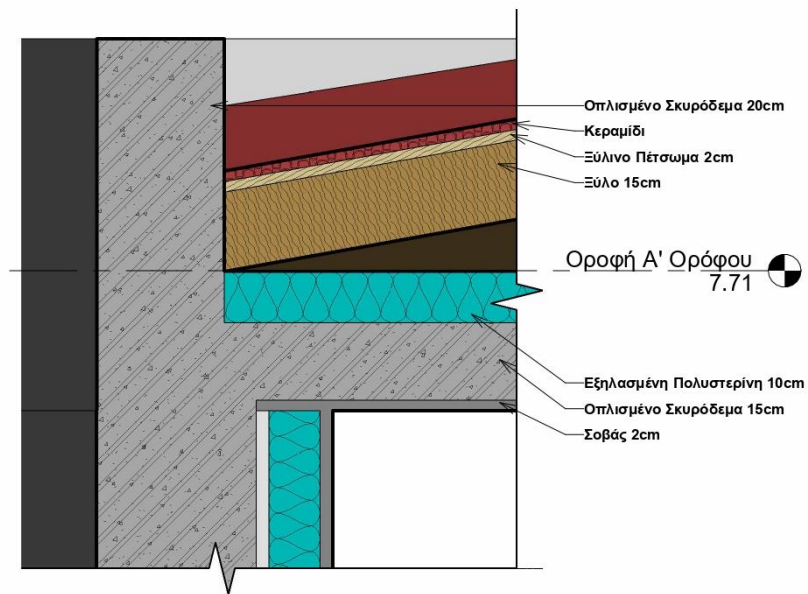 Οπλισμένο Σκυρόδεμα 20cm
Κεραμίδι
Ξύλινο Πέτσωμα 2cm
Ξύλο 15cm
Οροφή Α' Ορόφου
7.71
Εξηλασμένη Πολυστερίνη 10cm
Οπλισμένο Σκυρόδεμα 15cm
Σοβάς 2cm